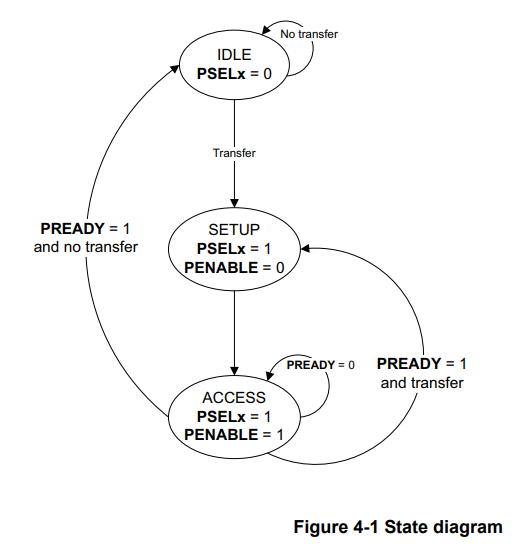 No transfer
IDLE
PSELx = 0
Transfer
PREADY = 1
and no transfer
SETUP
PSELx = 1
PENABLE = 0
PREADY = 0
PREADY = 1
and transfer
ACCESS
PSELx = 1
PENABLE = 1
Figure 4-1 State diagram